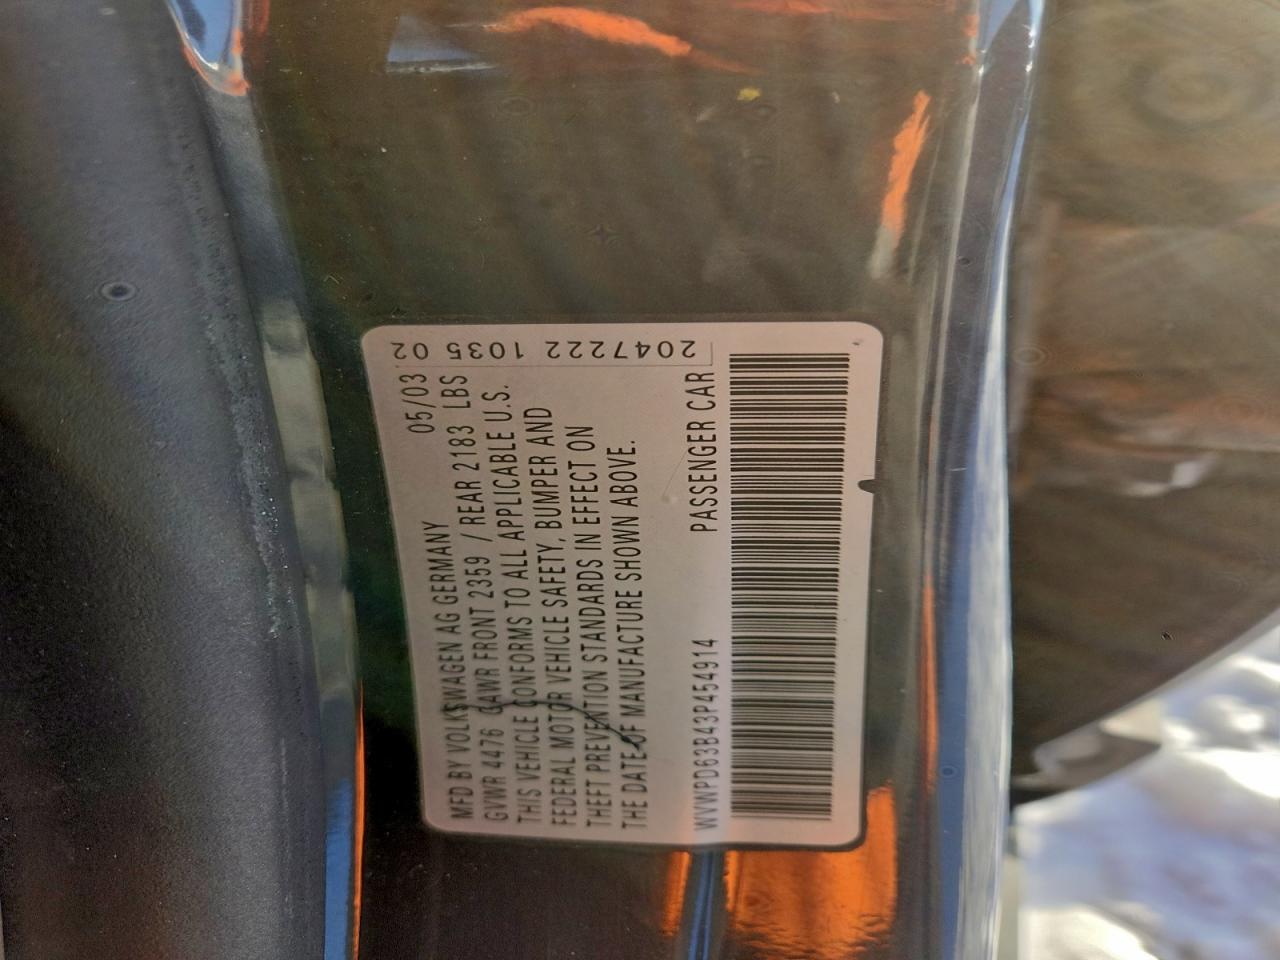 MFD BY VOLKSWAGEN AG GERMANY 05/03
GVWR 4476 GAWR FRONT 2359 / REAR 2183 LBS
THIS VEHICLE CONFORMS TO ALL APPLICABLE U.S.
FEDERAL MOTOR VEHICLE SAFETY, BUMPER AND
THEFT PREVENTION STANDARDS IN EFFECT ON
THE DATE OF MANUFACTURE SHOWN ABOVE.
WVWPD63B43P454914 PASSENGER CAR
2047222 1035 02